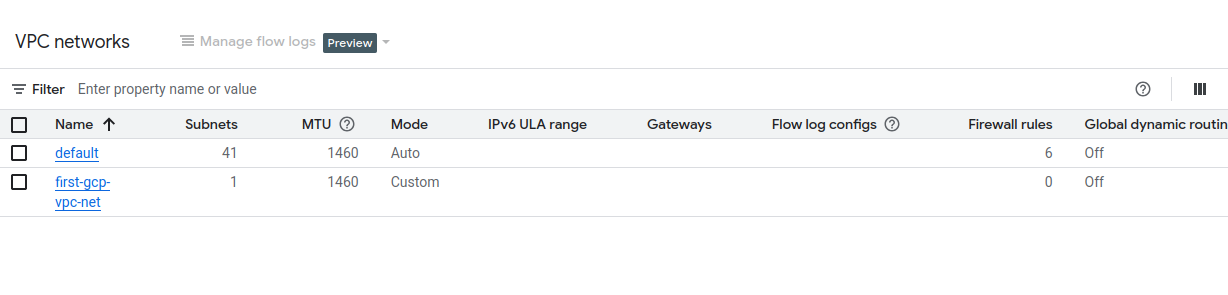 VPC networks Manage flow logs Preview
Filter Enter property name or value
Name Subnets MTU Mode IPv6 ULA range Gateways Flow log configs Firewall rules Global dynamic routin
default 41 1460 Auto 6 Off
first-gcp- 1 1460 Custom 0 Off
vpc-net